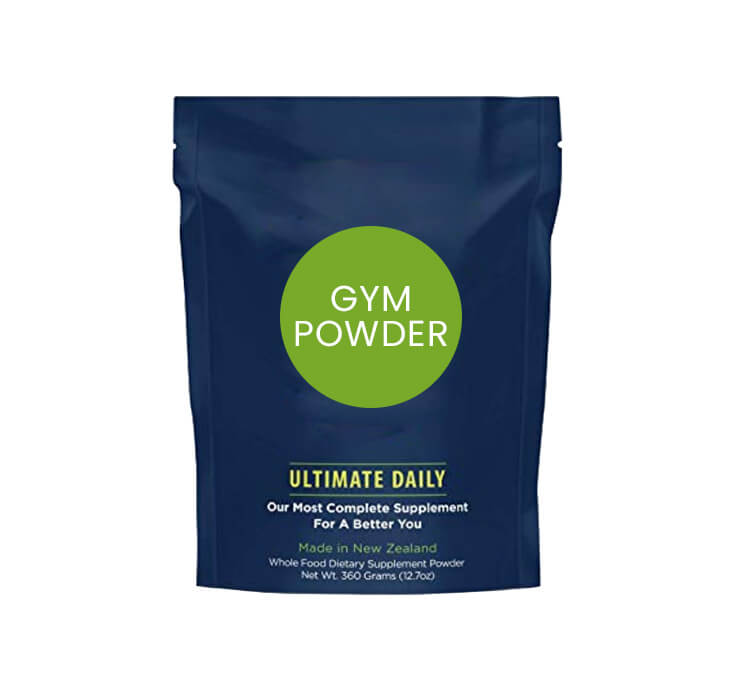 GYM
POWDER
ULTIMATE DAILY
Our Most Complete Supplement
For A Better You
Made in New Zealand
Whole Food Dietary Supplement Powder
Net Wt. 360 Grams (12.7oz)